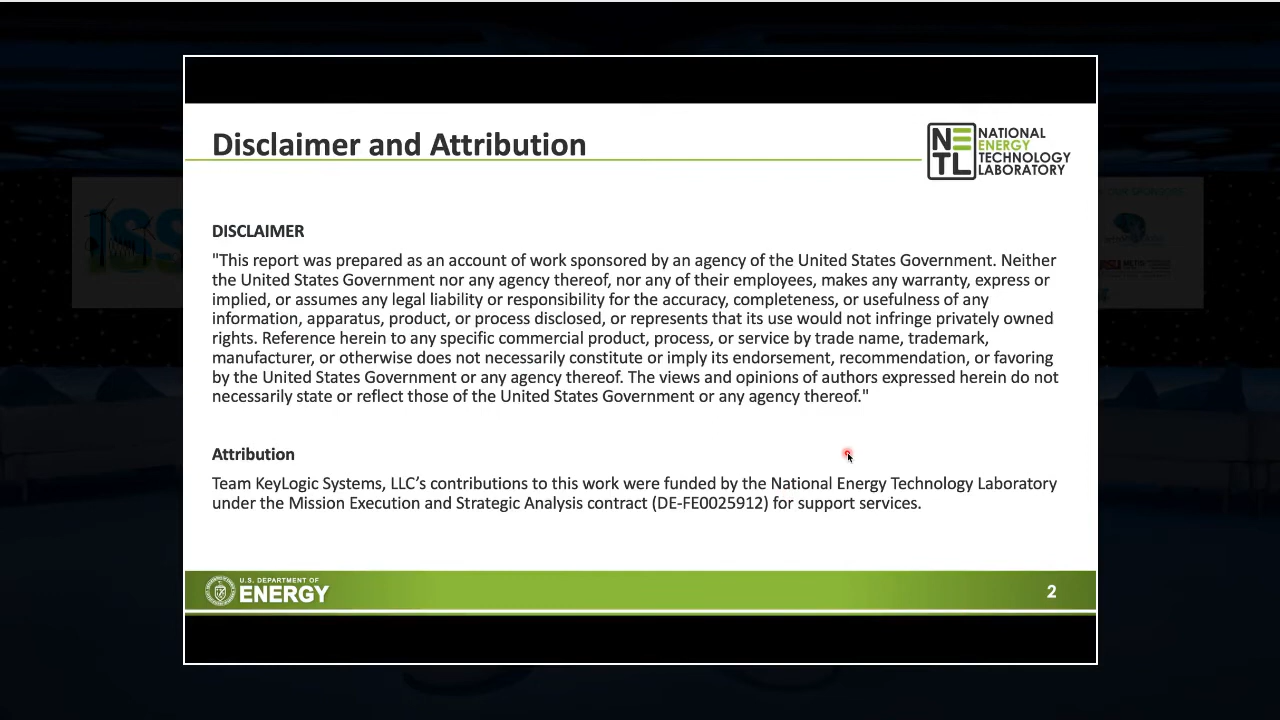 Disclaimer and Attribution
NETL
NATIONAL
ENERGY
TECHNOLOGY
LABORATORY
ISS
DISCLAIMER
"This report was prepared as an account of work sponsored by an agency of the United States Government. Neither
the United States Government nor any agency thereof, nor any of their employees, makes any warranty, express or
implied, or assumes any legal liability or responsibility for the accuracy, completeness, or usefulness of any
information, apparatus, product, or process disclosed, or represents that its use would not infringe privately owned
rights. Reference herein to any specific commercial product, process, or service by trade name, trademark,
manufacturer, or otherwise does not necessarily constitute or imply its endorsement, recommendation, or favoring
by the United States Government or any agency thereof. The views and opinions of authors expressed herein do not
necessarily state or reflect those of the United States Government or any agency thereof."
Attribution
Team KeyLogic Systems, LLC's contributions to this work were funded by the National Energy Technology Laboratory
under the Mission Execution and Strategic Analysis contract (DE-FE0025912) for support services.
U.S. DEPARTMENT OF
ENERGY
2